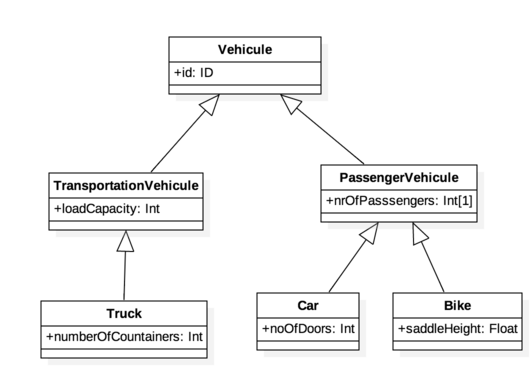 Vehicule
+id: ID
TransportationVehicule
+loadCapacity: Int
PassengerVehicule
+nrOfPasssengers: Int[1]
Truck
+numberOfCountainers: Int
Car
+noOfDoors: Int
Bike
+saddleHeight: Float